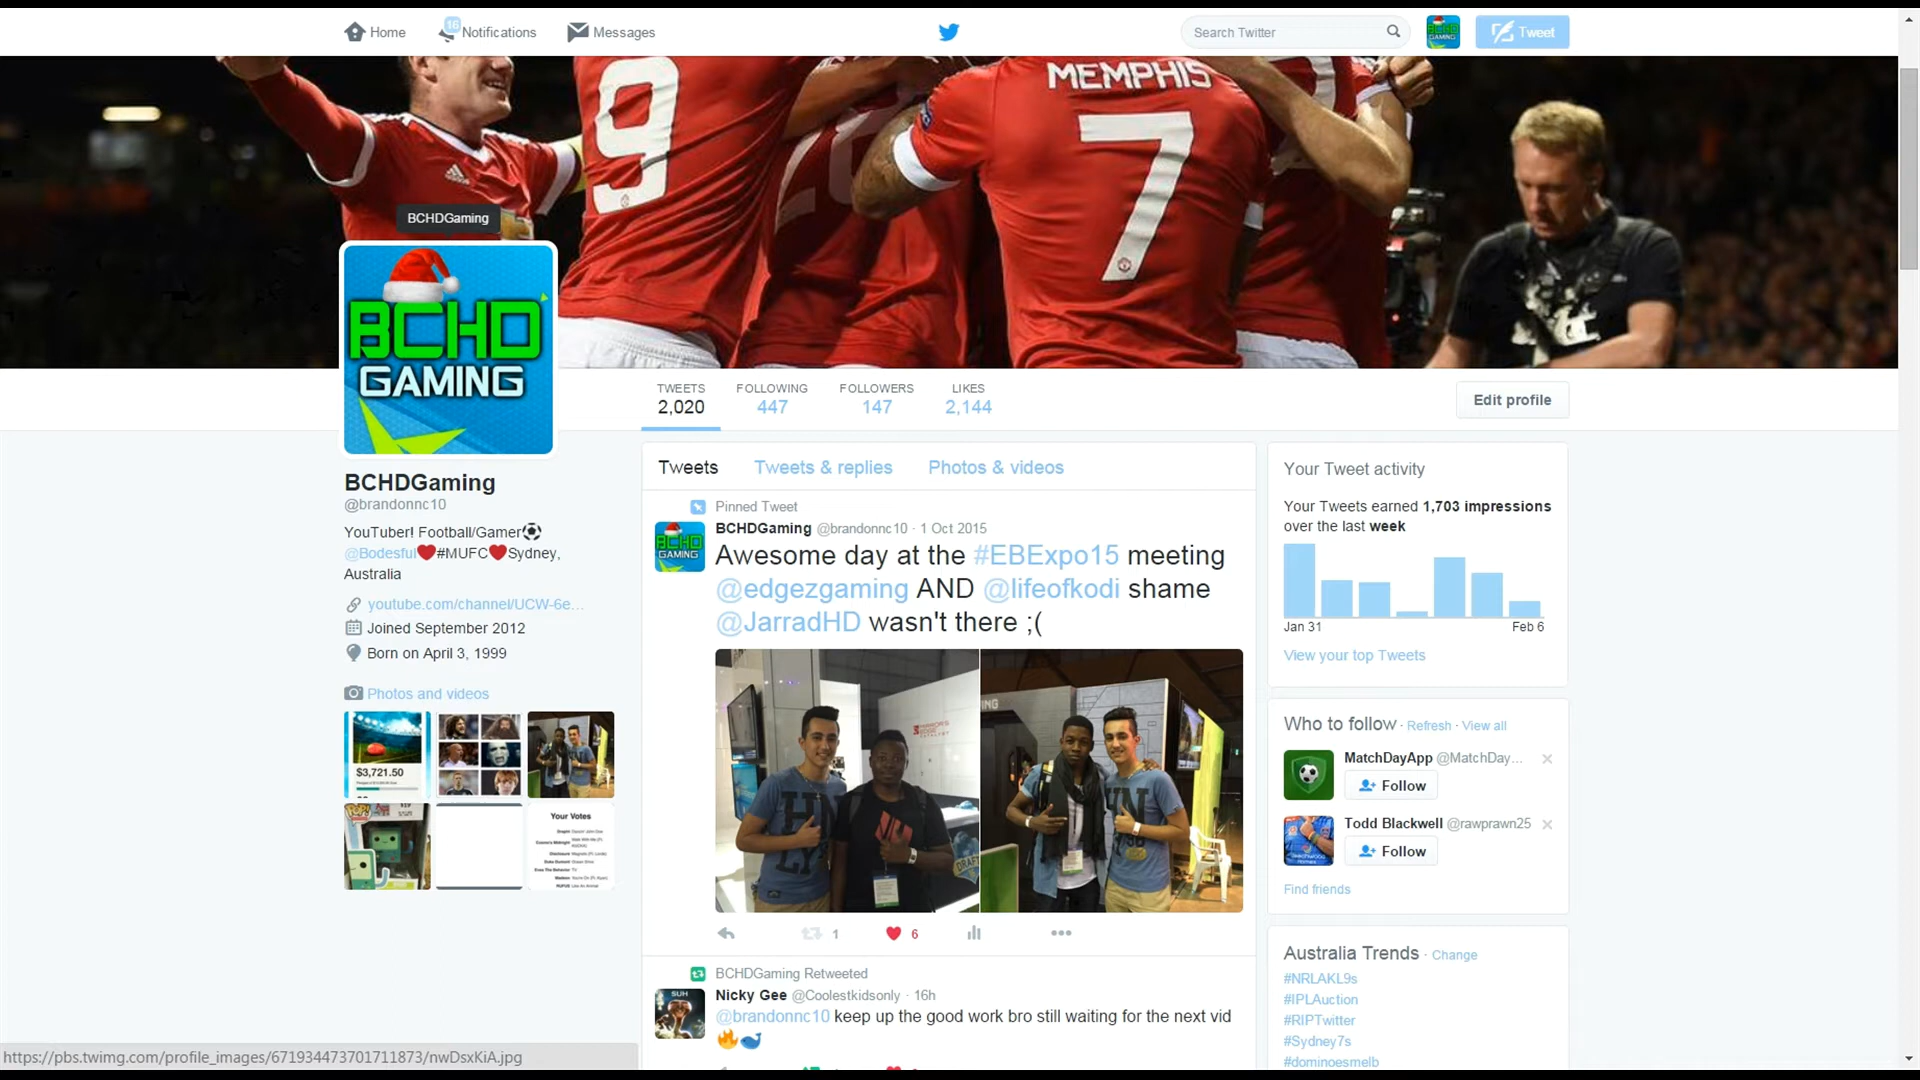 Home
16
Notifications
Messages
Search Twitter
Tweet
9
MEMPHIS
7
BCHDGaming
BCHD
GAMING
TWEETS
2,020
FOLLOWING
447
FOLLOWERS
147
LIKES
2,144
Edit profile
BCHDGaming
@brandonnc10
YouTuber! Football/Gamer⚽
@Bodesful❤#MUFC❤Sydney,
Australia
youtube.com/channel/UCW-6e...
Joined September 2012
Born on April 3, 1999
Photos and videos
$3,721.50
Your Votes
Tweets
Tweets & replies
Photos & videos
Pinned Tweet
BCHDGaming @brandonnc10 · 1 Oct 2015
Awesome day at the #EBExpo15 meeting
@edgezgaming AND @lifeofkodi shame
@JarradHD wasn't there ;(
1
6
BCHDGaming Retweeted
Nicky Gee @Coolestkidsonly · 16h
@brandonnc10 keep up the good work bro still waiting for the next vid
🔥🐳
Your Tweet activity
Your Tweets earned 1,703 impressions
over the last week
Jan 31
Feb 6
View your top Tweets
Who to follow · Refresh · View all
MatchDayApp @MatchDay...
Follow
Todd Blackwell @rawprawn25
Follow
Find friends
Australia Trends · Change
#NRLAKL9s
#IPLAuction
#RIPTwitter
#Sydney7s
#dominoesmelb
https://pbs.twimg.com/profile_images/671934473701711873/nwDsxKiA.jpg